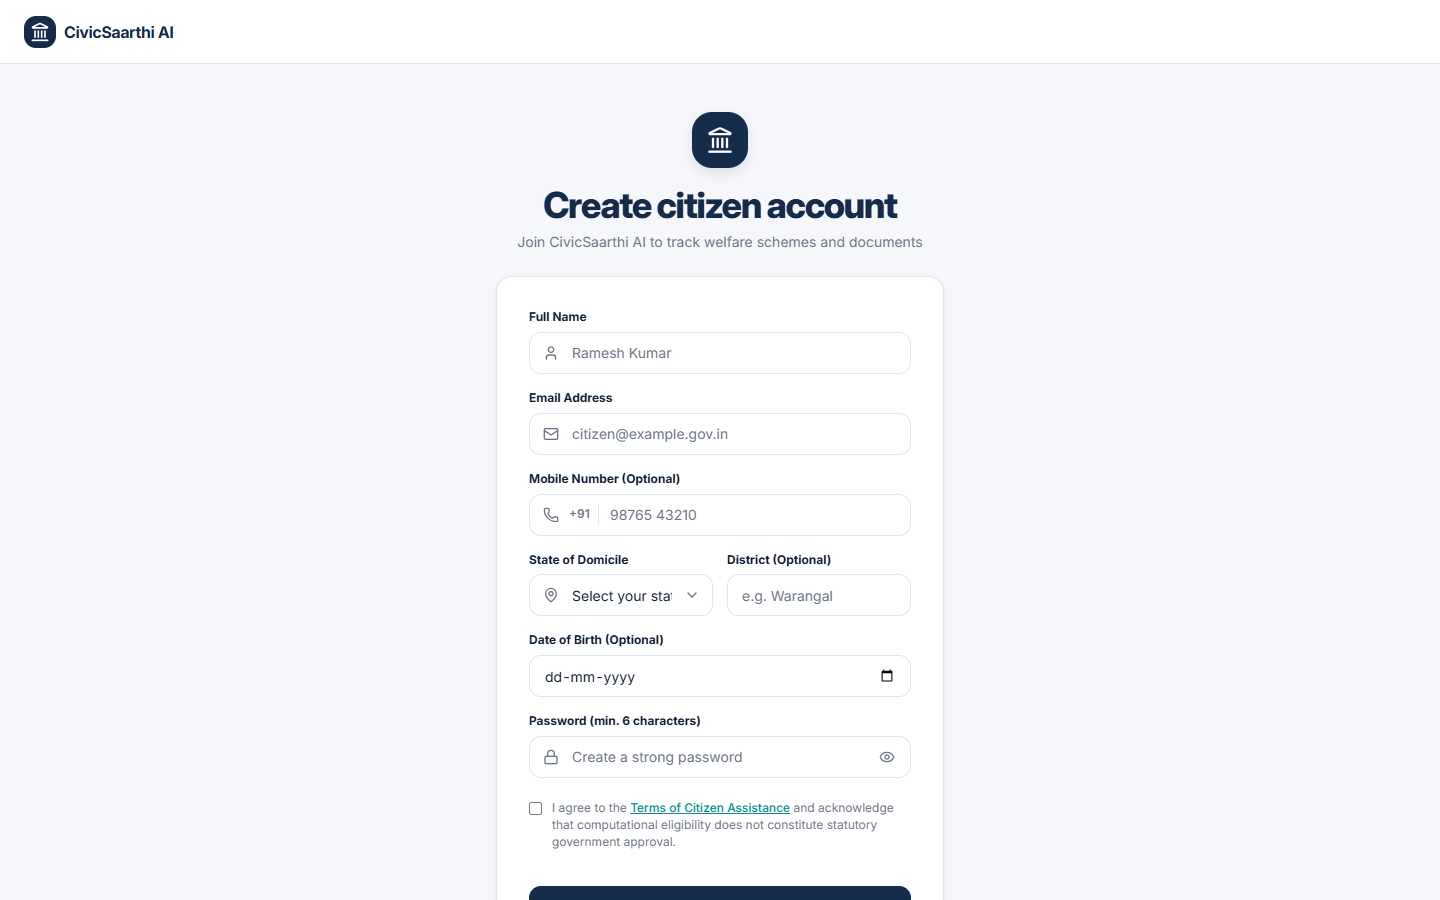 CivicSaarthi AI
Create citizen account
Join CivicSaarthi AI to track welfare schemes and documents
Full Name
Ramesh Kumar
Email Address
citizen@example.gov.in
Mobile Number (Optional)
+91 98765 43210
State of Domicile District (Optional)
Select your stat e.g. Warangal
Date of Birth (Optional)
dd-mm-yyyy
Password (min. 6 characters)
Create a strong password
I agree to the Terms of Citizen Assistance and acknowledge
that computational eligibility does not constitute statutory
government approval.